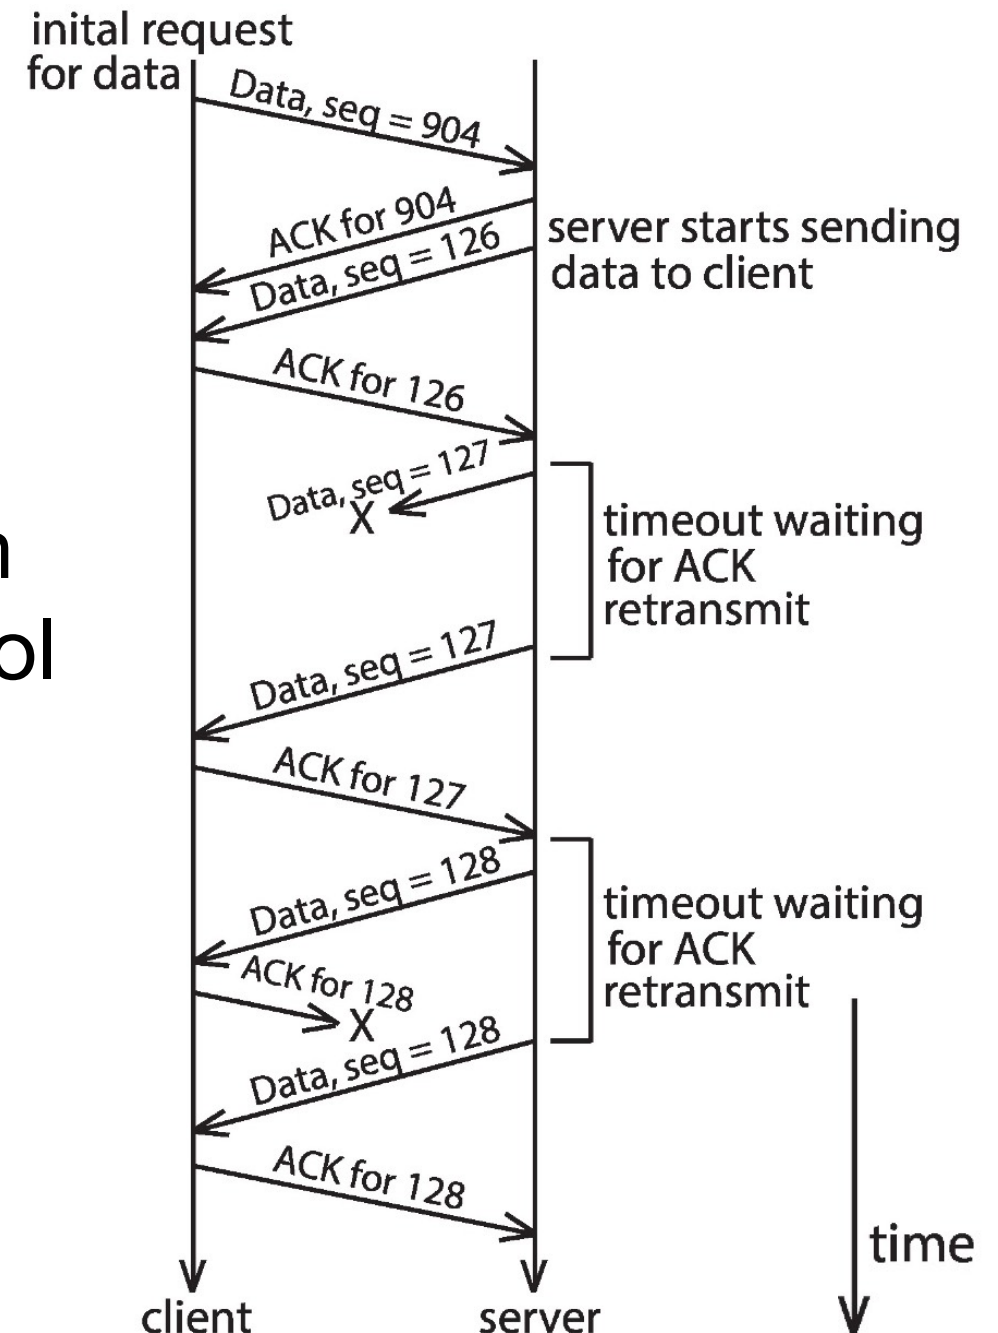 inital request
for data
Data, seq = 904
ACK for 904
Data, seq = 126
server starts sending
data to client
ACK for 126
Data, seq = 127
X
timeout waiting
for ACK
retransmit
n
ol
Data, seq = 127
ACK for 127
Data, seq = 128
timeout waiting
for ACK
retransmit
ACK for 128
X
Data, seq = 128
ACK for 128
time
client
server